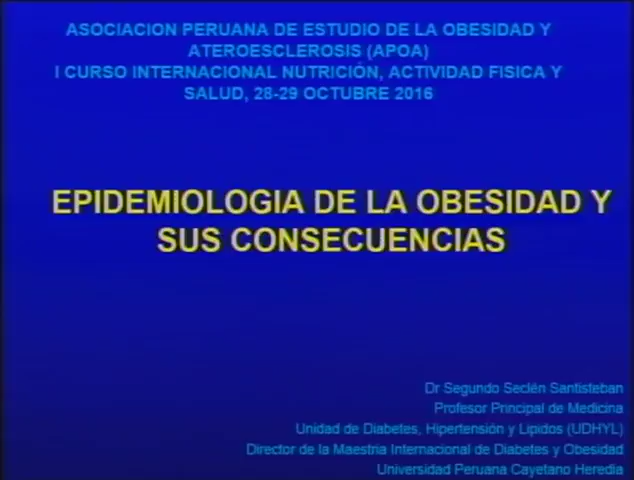 ASOCIACION PERUANA DE ESTUDIO DE LA OBESIDAD Y
ATEROESCLEROSIS (APOA)
I CURSO INTERNACIONAL NUTRICIÓN, ACTIVIDAD FISICA Y
SALUD, 28-29 OCTUBRE 2016
EPIDEMIOLOGIA DE LA OBESIDAD Y
SUS CONSECUENCIAS
Dr Segundo Seclén Santisteban
Profesor Principal de Medicina
Unidad de Diabetes, Hipertensión y Lipidos (UDHYL)
Director de la Maestria Internacional de Diabetes y Obesidad
Universidad Peruana Cayetano Heredia